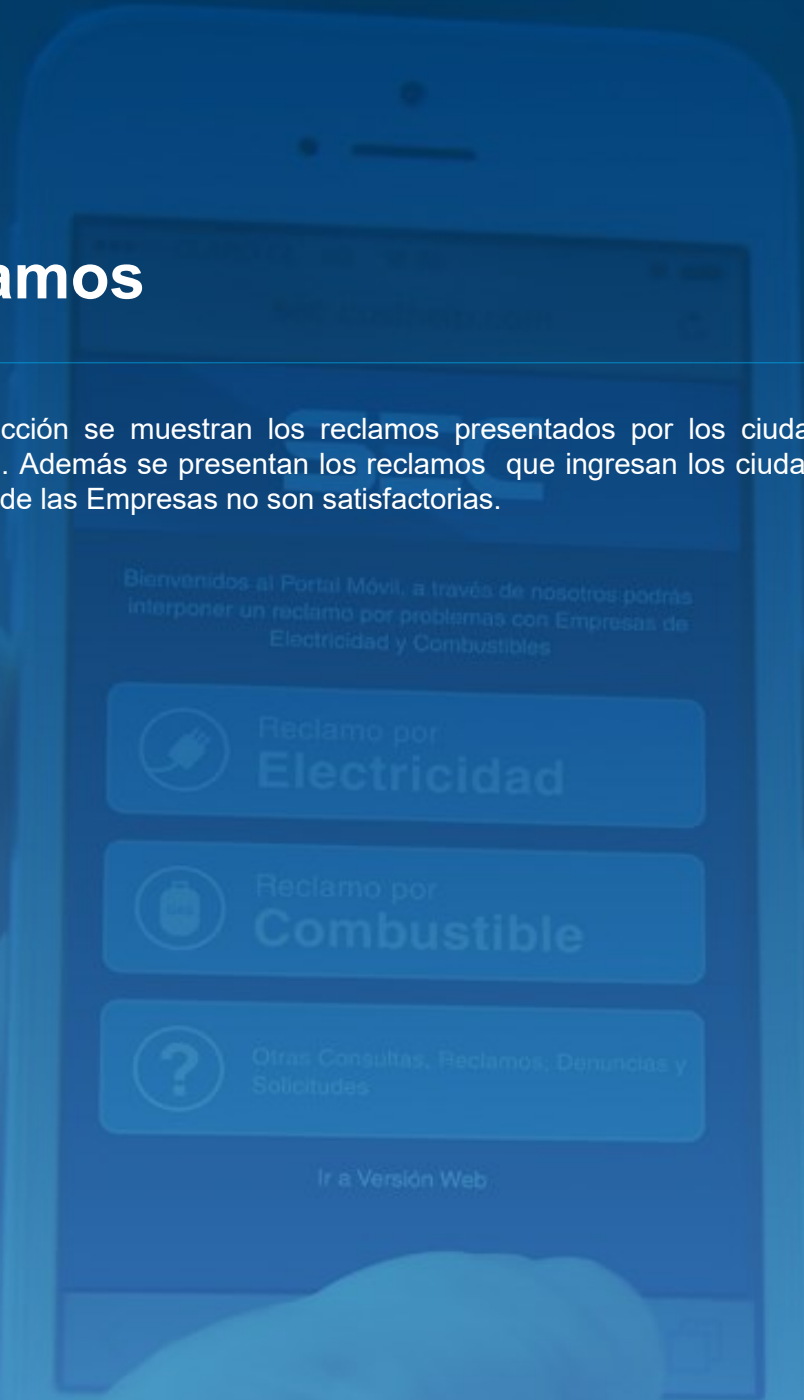 amos
cción se muestran los reclamos presentados por los ciuda
. Además se presentan los reclamos que ingresan los ciuda
de las Empresas no son satisfactorias.
SEC
Bienvenidos al Portal Móvil, a través de nosotros podrás
interponer un reclamo por problemas con Empresas de
Electricidad y Combustibles
Reclamo por
Electricidad
Reclamo por
Combustible
?
Otras Consultas, Reclamos, Denuncias y
Solicitudes
Ir a Versión Web